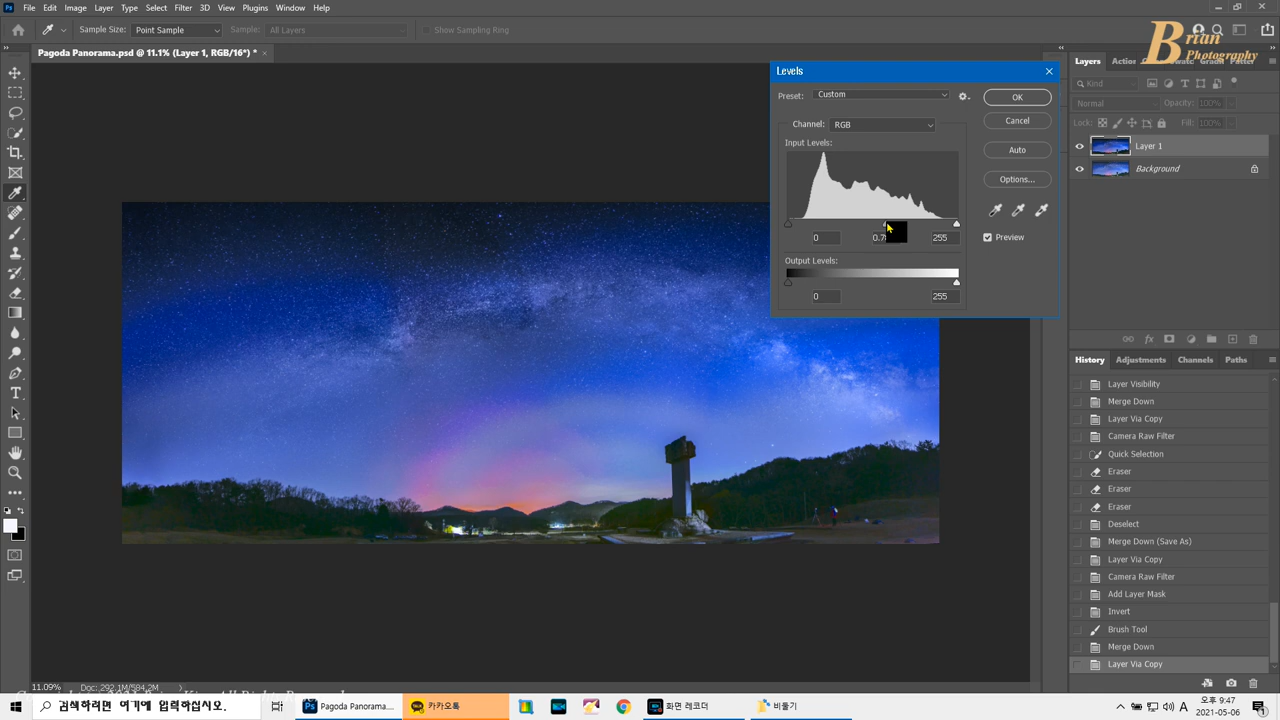 File Edit Image Layer Type Select Filter 3D View Plugins Window Help
Sample Size: Point Sample Sample: All Layers Show Sampling Ring
Brian
Photography
Pagoda Panorama.psd @ 11.1% (Layer 1, RGB/16*) *
Layers
Levels
Preset: Custom
OK
Channel: RGB
Cancel
Input Levels:
Auto
Options...
0
255
Preview
Output Levels:
0 255
Kind
Normal Opacity: 100%
Lock: Fill: 100%
Layer 1
Background
History Adjustments Channels Paths
Layer Visibility
Merge Down
Layer Via Copy
Camera Raw Filter
Quick Selection
Eraser
Eraser
Eraser
Deselect
Merge Down (Save As)
Layer Via Copy
Camera Raw Filter
Add Layer Mask
Invert
Brush Tool
Merge Down
Layer Via Copy
11.09% Doc: 292.1M/584.2M
검색하려면 여기에 입력하십시오.
Pagoda Panorama...
카카오톡
화면 레코더
비둘기
A
오후 9:47
2021-05-06